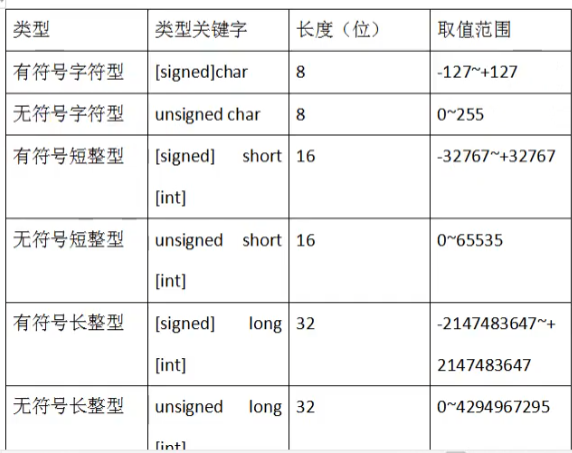 类型 类型关键字 长度（位） 取值范围
有符号字符型 [signed]char 8 -127~+127
无符号字符型 unsigned char 8 0~255
有符号短整型 [signed] short 16 -32767~+32767
[int]
无符号短整型 unsigned short 16 0~65535
[int]
有符号长整型 [signed] long 32 -2147483647~+
[int] 2147483647
无符号长整型 unsigned long 32 0~4294967295
[int]